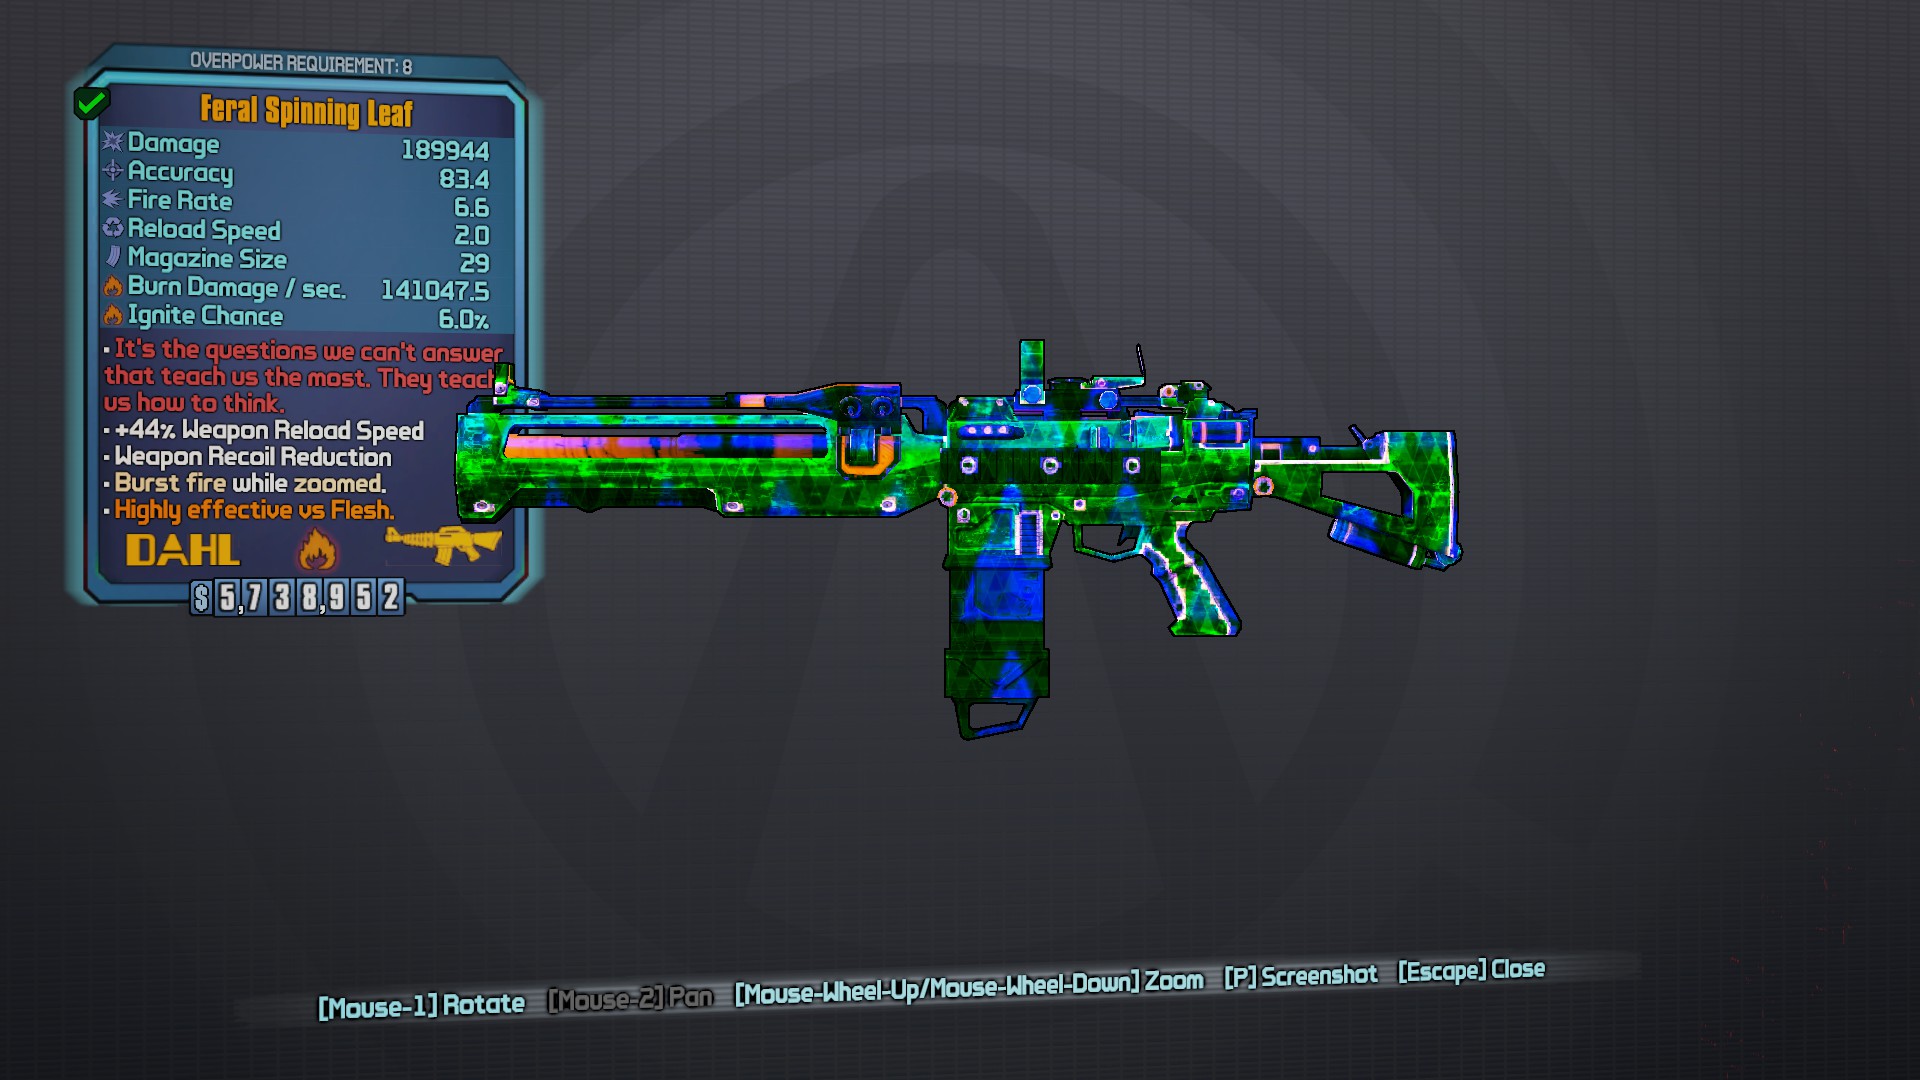 OVERPOWER REQUIREMENT: 8
Feral Spinning Leaf
Damage 189944
Accuracy 83.4
Fire Rate 6.6
Reload Speed 2.0
Magazine Size 29
Burn Damage / sec. 141047.5
Ignite Chance 6.0%
• It's the questions we can't answer
that teach us the most. They teach
us how to think.
• +44% Weapon Reload Speed
• Weapon Recoil Reduction
• Burst fire while zoomed.
• Highly effective vs Flesh.
DAHL
$5,738,952
[Mouse-1] Rotate [Mouse-2] Pan [Mouse-Wheel-Up/Mouse-Wheel-Down] Zoom [P] Screenshot [Escape] Close